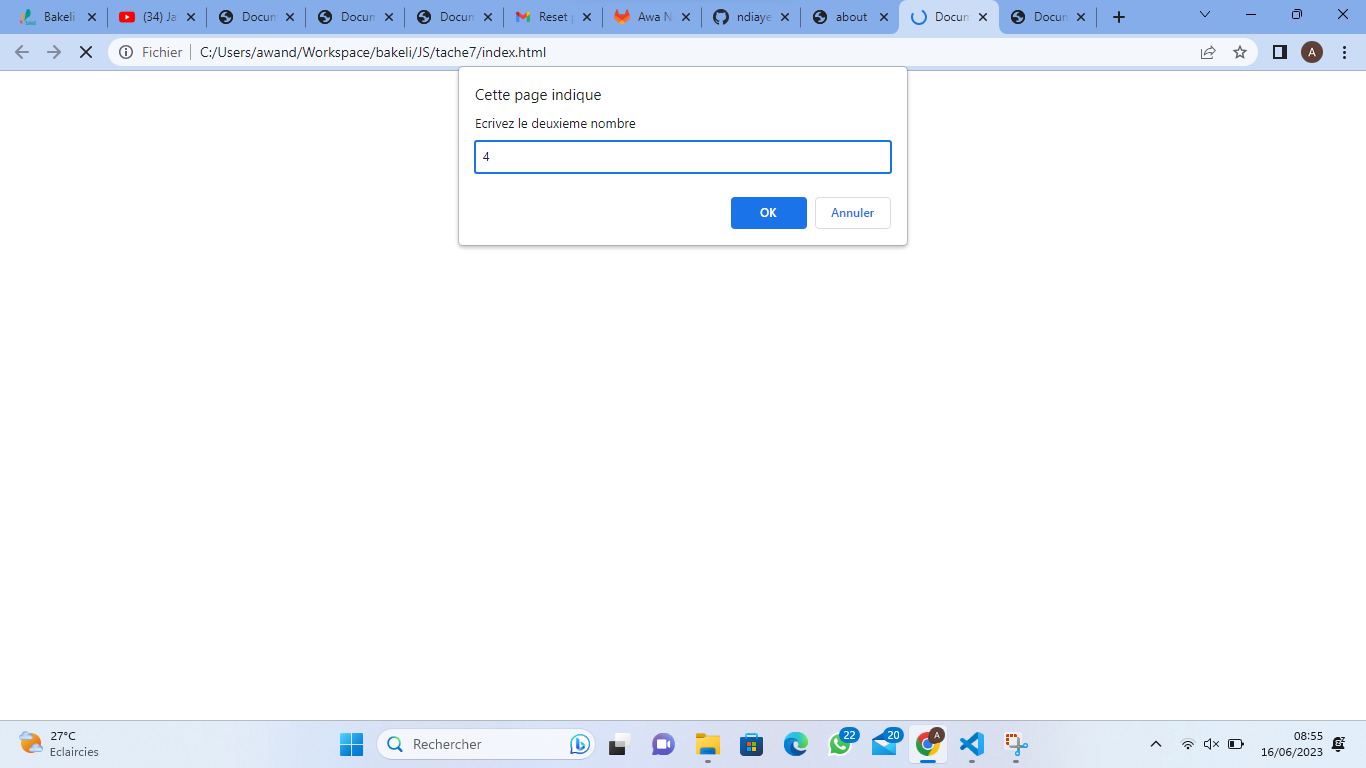 Bakeli
(34) Ja
Docum
Docum
Docum
Reset
Awa N
ndiaye
about
Docum
Docum
Fichier
C:/Users/awand/Workspace/bakeli/JS/tache7/index.html
A
Cette page indique
Ecrivez le deuxieme nombre
4
OK
Annuler
27°C
Eclaircies
Rechercher
22
20
A
08:55
16/06/2023